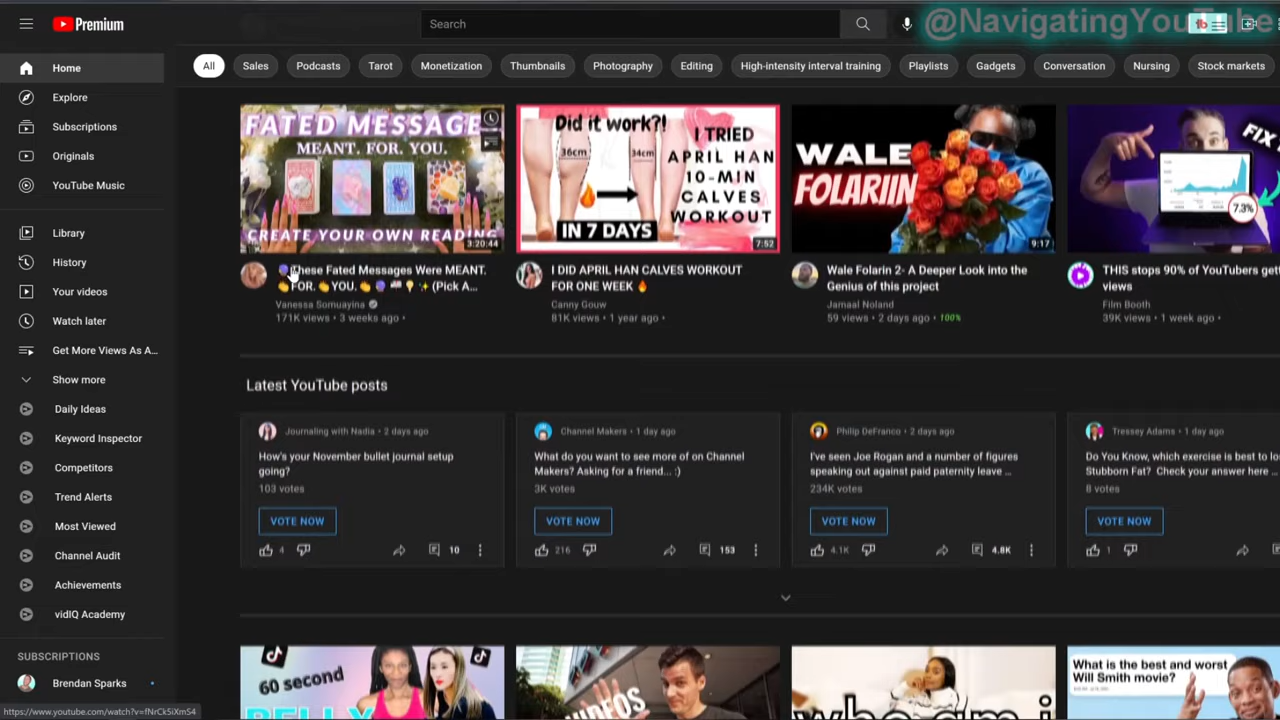 Premium
Search
@NavigatingYouTube
Home
Explore
Subscriptions
Originals
YouTube Music
Library
History
Your videos
Watch later
Get More Views As A...
Show more
Daily Ideas
Keyword Inspector
Competitors
Trend Alerts
Most Viewed
Channel Audit
Achievements
vidIQ Academy
SUBSCRIPTIONS
Brendan Sparks
All
Sales
Podcasts
Tarot
Monetization
Thumbnails
Photography
Editing
High-intensity interval training
Playlists
Gadgets
Conversation
Nursing
Stock markets
FATED MESSAGE
MEANT. FOR. YOU.
CREATE YOUR OWN READING
3:20:44
These Fated Messages Were MEANT.
FOR. YOU. (Pick A...
Vanessa Somuayina
171K views • 3 weeks ago •
Did it work?!
36cm
34cm
IN 7 DAYS
I TRIED
APRIL HAN
10-MIN
CALVES
WORKOUT
7:52
I DID APRIL HAN CALVES WORKOUT
FOR ONE WEEK 🔥
Canny Gouw
81K views • 1 year ago •
WALE
FOLARIIN
9:17
Wale Folarin 2- A Deeper Look into the
Genius of this project
Jamaal Noland
59 views • 2 days ago • 100%
FIX
7.3%
THIS stops 90% of YouTubers get
views
Film Booth
39K views • 1 week ago •
Latest YouTube posts
Journaling with Nadia • 2 days ago
How's your November bullet journal setup
going?
103 votes
VOTE NOW
4
10
Channel Makers • 1 day ago
What do you want to see more of on Channel
Makers? Asking for a friend... :)
3K votes
VOTE NOW
216
153
Philip DeFranco • 2 days ago
I've seen Joe Rogan and a number of figures
speaking out against paid paternity leave ...
234K votes
VOTE NOW
4.1K
4.8K
Tressey Adams • 1 day ago
Do You Know, which exercise is best to lo
Stubborn Fat? Check your answer here ...
8 votes
VOTE NOW
1
60 second
BELLY
VIDEOS
who am i
What is the best and worst
Will Smith movie?
https://www.youtube.com/watch?v=fNrCk5iXmS4